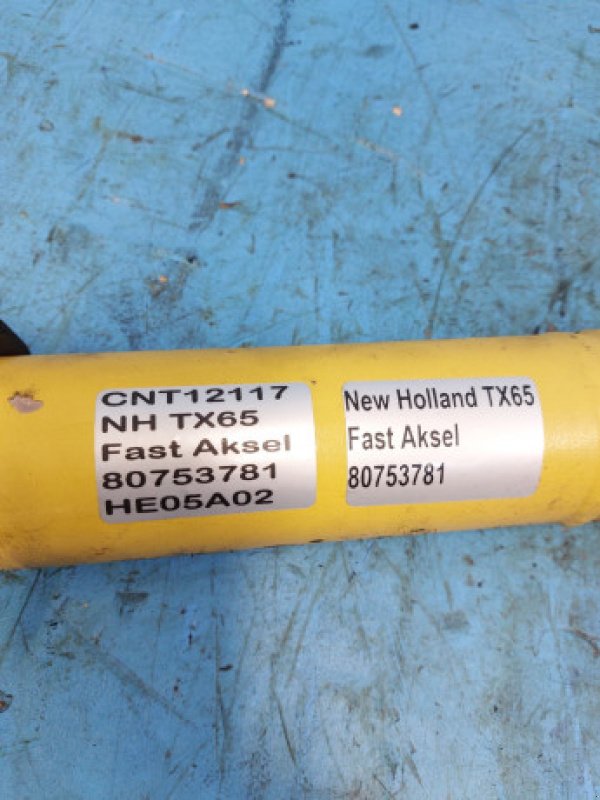 CNT12117
NH TX65
Fast Aksel
80753781
HE05A02
New Holland TX65
Fast Aksel
80753781